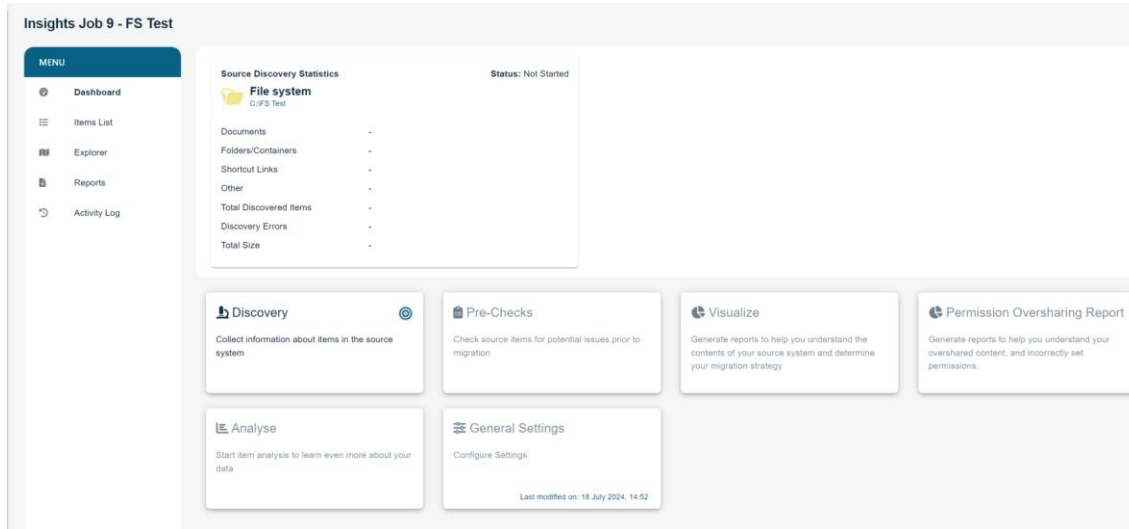 Insights Job 9 - FS Test
MENU
Dashboard
Items List
Explorer
Reports
Activity Log
Source Discovery Statistics
Status: Not Started
File system
C:\FS Test
Documents -
Folders/Containers -
Shortcut Links -
Other -
Total Discovered Items -
Discovery Errors -
Total Size -
Discovery
Collect information about items in the source
system
Pre-Checks
Check source items for potential issues prior to
migration
Visualize
Generate reports to help you understand the
contents of your source system and determine
your migration strategy
Permission Oversharing Report
Generate reports to help you understand your
overshared content, and incorrectly set
permissions.
Analyse
Start item analysis to learn even more about your
data
General Settings
Configure Settings
Last modified on: 18 July 2024, 14:52